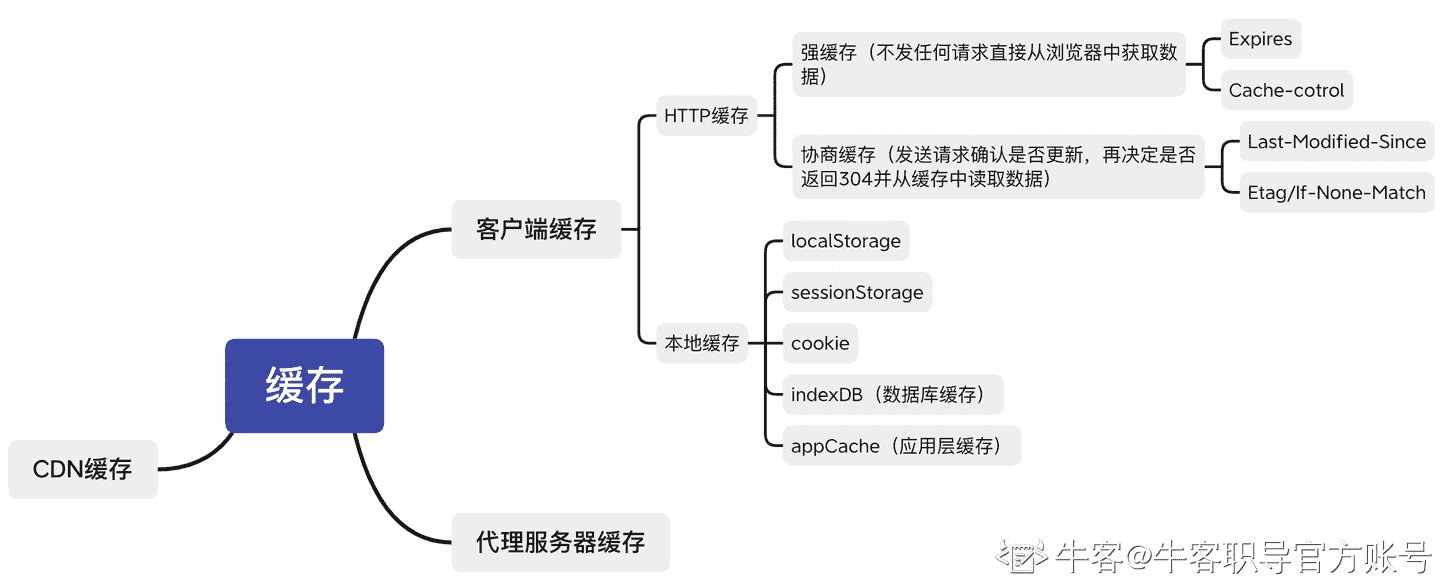 缓存
客户端缓存
HTTP缓存
强缓存（不发任何请求直接从浏览器中获取数
据）
Expires
Cache-cotrol
协商缓存（发送请求确认是否更新，再决定是否
返回304并从缓存中读取数据）
Last-Modified-Since
Etag/If-None-Match
本地缓存
localStorage
sessionStorage
cookie
indexDB（数据库缓存）
appCache（应用层缓存）
CDN缓存
代理服务器缓存
牛客@牛客职导官方账号